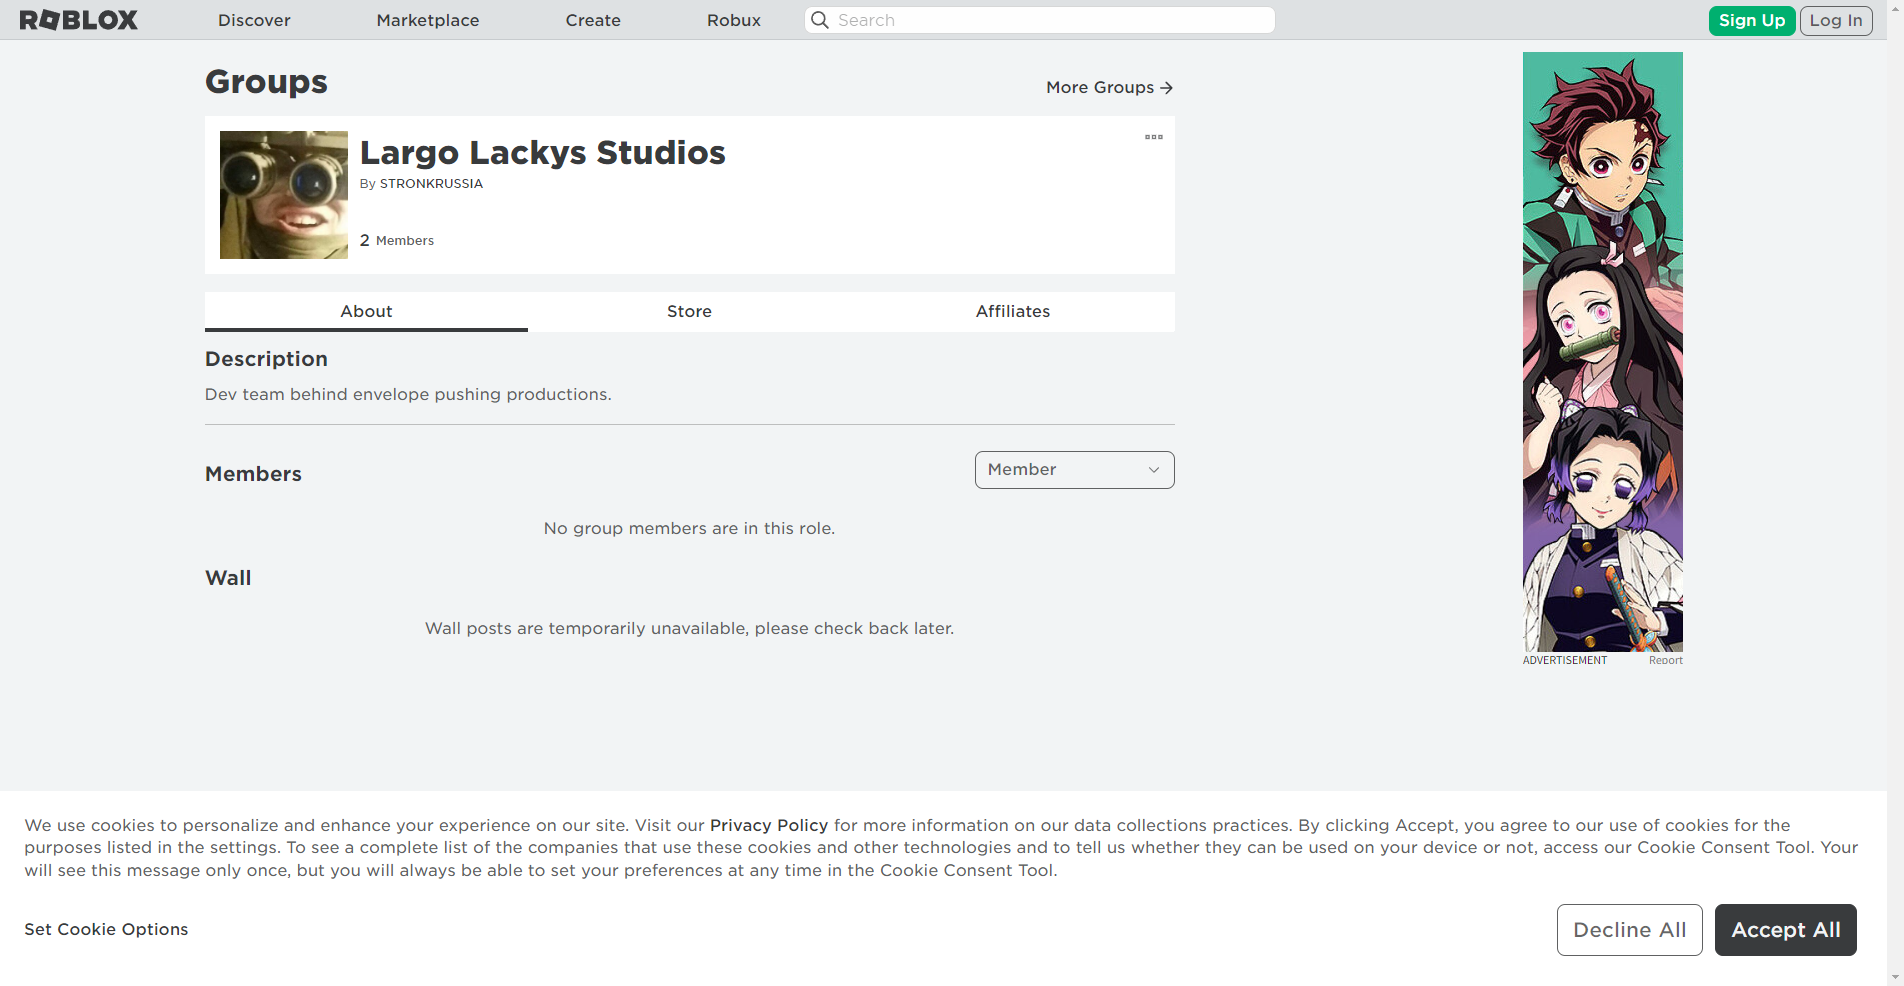 ROBLOX Discover Marketplace Create Robux Search Sign Up Log In
Groups
More Groups →
Largo Lackys Studios
By STRONKRUSSIA
2 Members
About Store Affiliates
Description
Dev team behind envelope pushing productions.
Members
Member
No group members are in this role.
Wall
Wall posts are temporarily unavailable, please check back later.
ADVERTISEMENT Report
We use cookies to personalize and enhance your experience on our site. Visit our Privacy Policy for more information on our data collections practices. By clicking Accept, you agree to our use of cookies for the
purposes listed in the settings. To see a complete list of the companies that use these cookies and other technologies and to tell us whether they can be used on your device or not, access our Cookie Consent Tool. Your
will see this message only once, but you will always be able to set your preferences at any time in the Cookie Consent Tool.
Set Cookie Options
Decline All Accept All